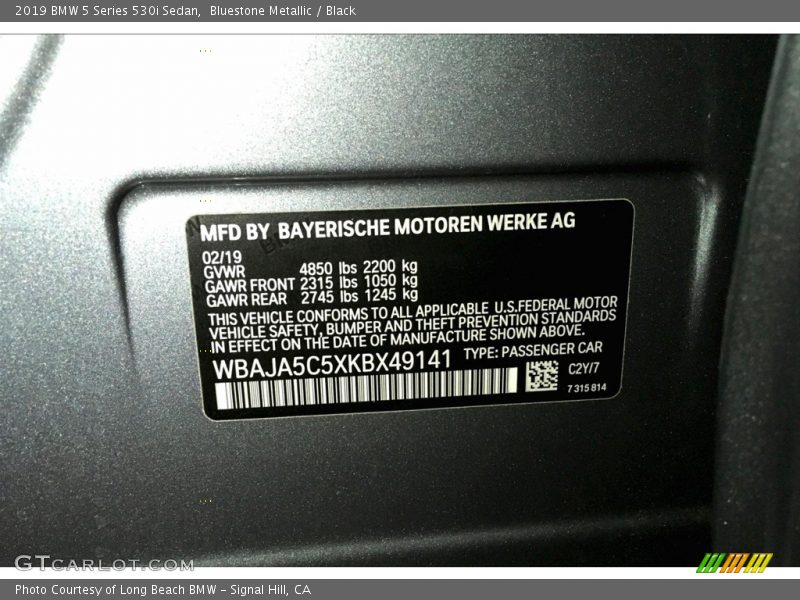 2019 BMW 5 Series 530i Sedan,  Bluestone Metallic / Black
MFD BY BAYERISCHE MOTOREN WERKE AG
02/19
GVWR 4850 lbs 2200 kg
GAWR FRONT 2315 lbs 1050 kg
GAWR REAR 2745 lbs 1245 kg
THIS VEHICLE CONFORMS TO ALL APPLICABLE U.S.FEDERAL MOTOR
VEHICLE SAFETY, BUMPER AND THEFT PREVENTION STANDARDS
IN EFFECT ON THE DATE OF MANUFACTURE SHOWN ABOVE.
WBAJA5C5XKBX49141 TYPE: PASSENGER CAR
C2Y/7
7 315 814
GTCARLOT.COM
Photo Courtesy of Long Beach BMW - Signal Hill, CA